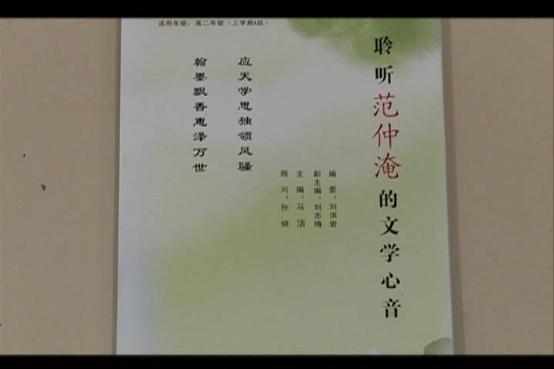 适用年级：高二年级（上学期A段）
聆听范仲淹的文学心音
应天学思独领风骚
翰墨飘香惠泽万世
编委：刘洪岩
副主编：刘志梅
主编：马洁
顾问：孙娟